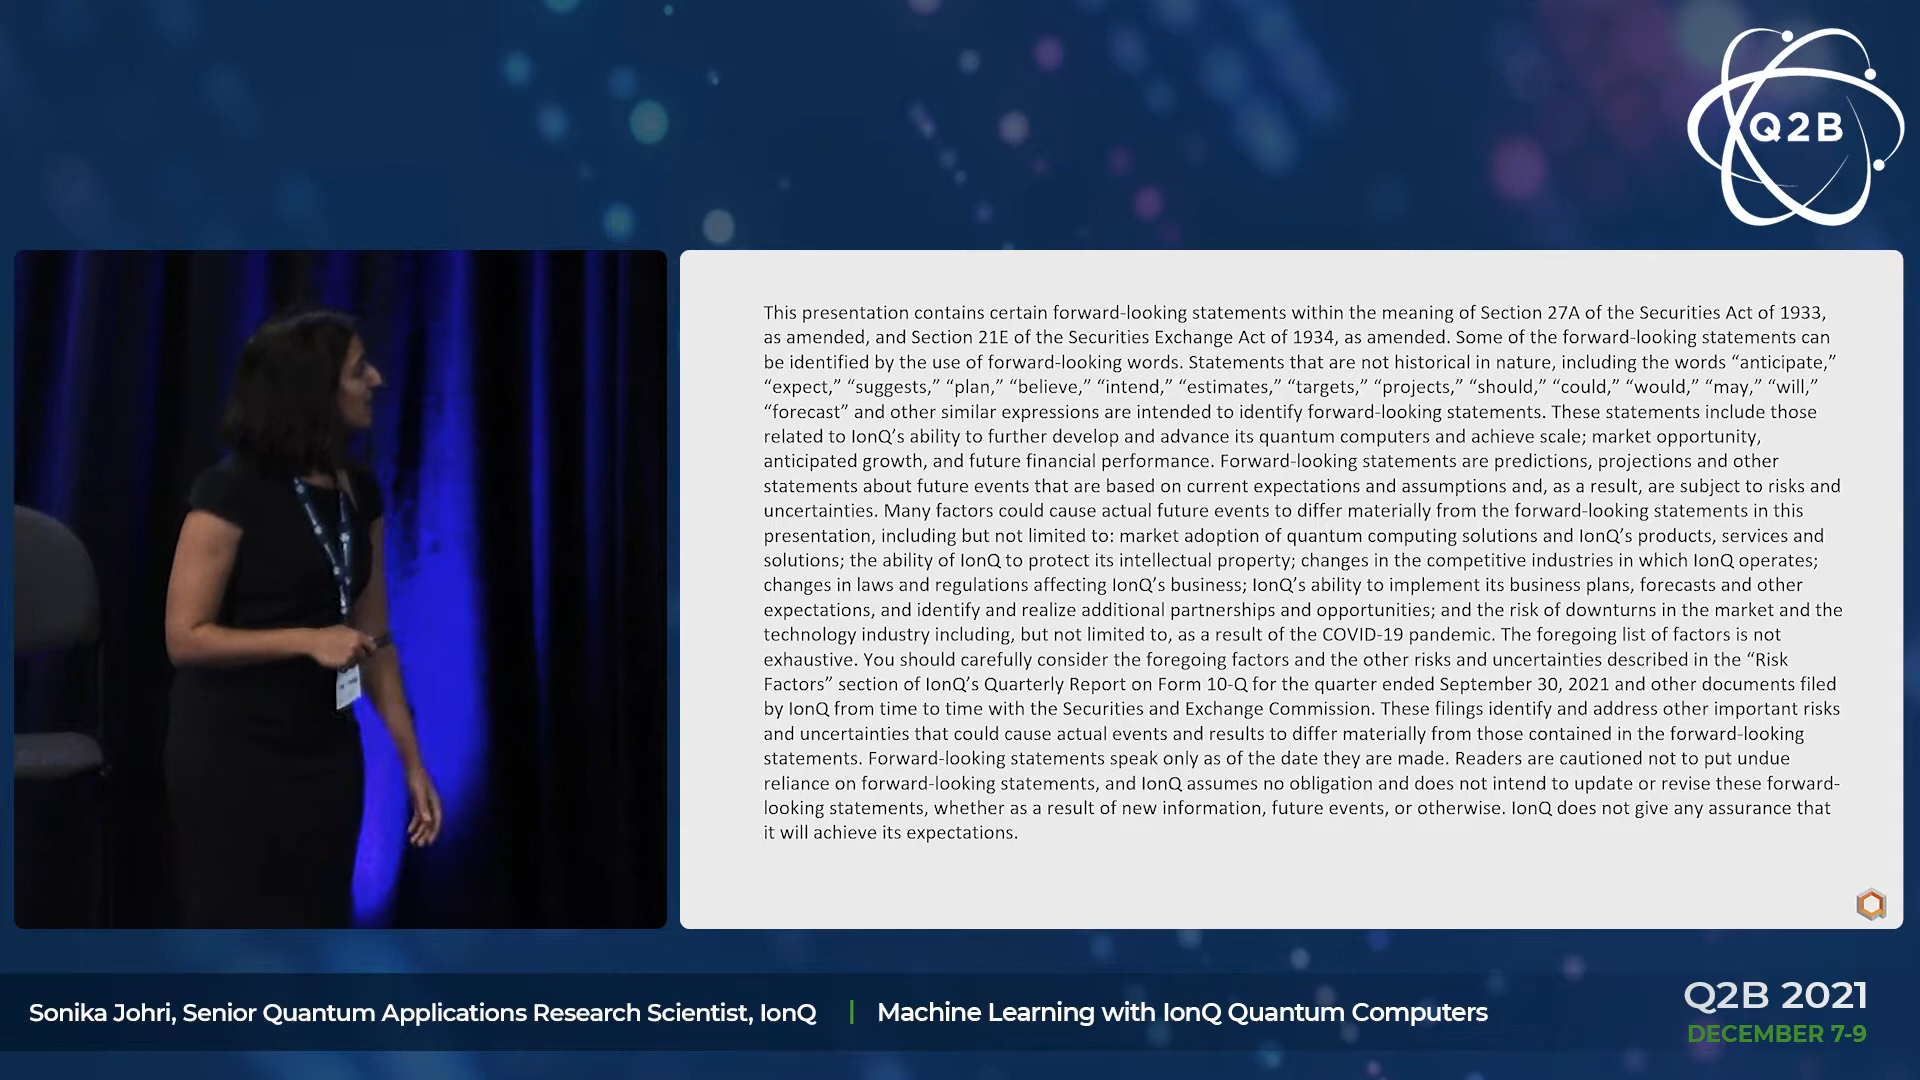 Q2B
This presentation contains certain forward-looking statements within the meaning of Section 27A of the Securities Act of 1933,
as amended, and Section 21E of the Securities Exchange Act of 1934, as amended. Some of the forward-looking statements can
be identified by the use of forward-looking words. Statements that are not historical in nature, including the words “anticipate,”
“expect,” “suggests,” “plan,” “believe,” “intend,” “estimates,” “targets,” “projects,” “should,” “could,” “would,” “may,” “will,”
“forecast” and other similar expressions are intended to identify forward-looking statements. These statements include those
related to IonQ’s ability to further develop and advance its quantum computers and achieve scale; market opportunity,
anticipated growth, and future financial performance. Forward-looking statements are predictions, projections and other
statements about future events that are based on current expectations and assumptions and, as a result, are subject to risks and
uncertainties. Many factors could cause actual future events to differ materially from the forward-looking statements in this
presentation, including but not limited to: market adoption of quantum computing solutions and IonQ’s products, services and
solutions; the ability of IonQ to protect its intellectual property; changes in the competitive industries in which IonQ operates;
changes in laws and regulations affecting IonQ’s business; IonQ’s ability to implement its business plans, forecasts and other
expectations, and identify and realize additional partnerships and opportunities; and the risk of downturns in the market and the
technology industry including, but not limited to, as a result of the COVID-19 pandemic. The foregoing list of factors is not
exhaustive. You should carefully consider the foregoing factors and the other risks and uncertainties described in the “Risk
Factors” section of IonQ’s Quarterly Report on Form 10-Q for the quarter ended September 30, 2021 and other documents filed
by IonQ from time to time with the Securities and Exchange Commission. These filings identify and address other important risks
and uncertainties that could cause actual events and results to differ materially from those contained in the forward-looking
statements. Forward-looking statements speak only as of the date they are made. Readers are cautioned not to put undue
reliance on forward-looking statements, and IonQ assumes no obligation and does not intend to update or revise these forward-
looking statements, whether as a result of new information, future events, or otherwise. IonQ does not give any assurance that
it will achieve its expectations.
Sonika Johri, Senior Quantum Applications Research Scientist, IonQ | Machine Learning with IonQ Quantum Computers
Q2B 2021
DECEMBER 7-9